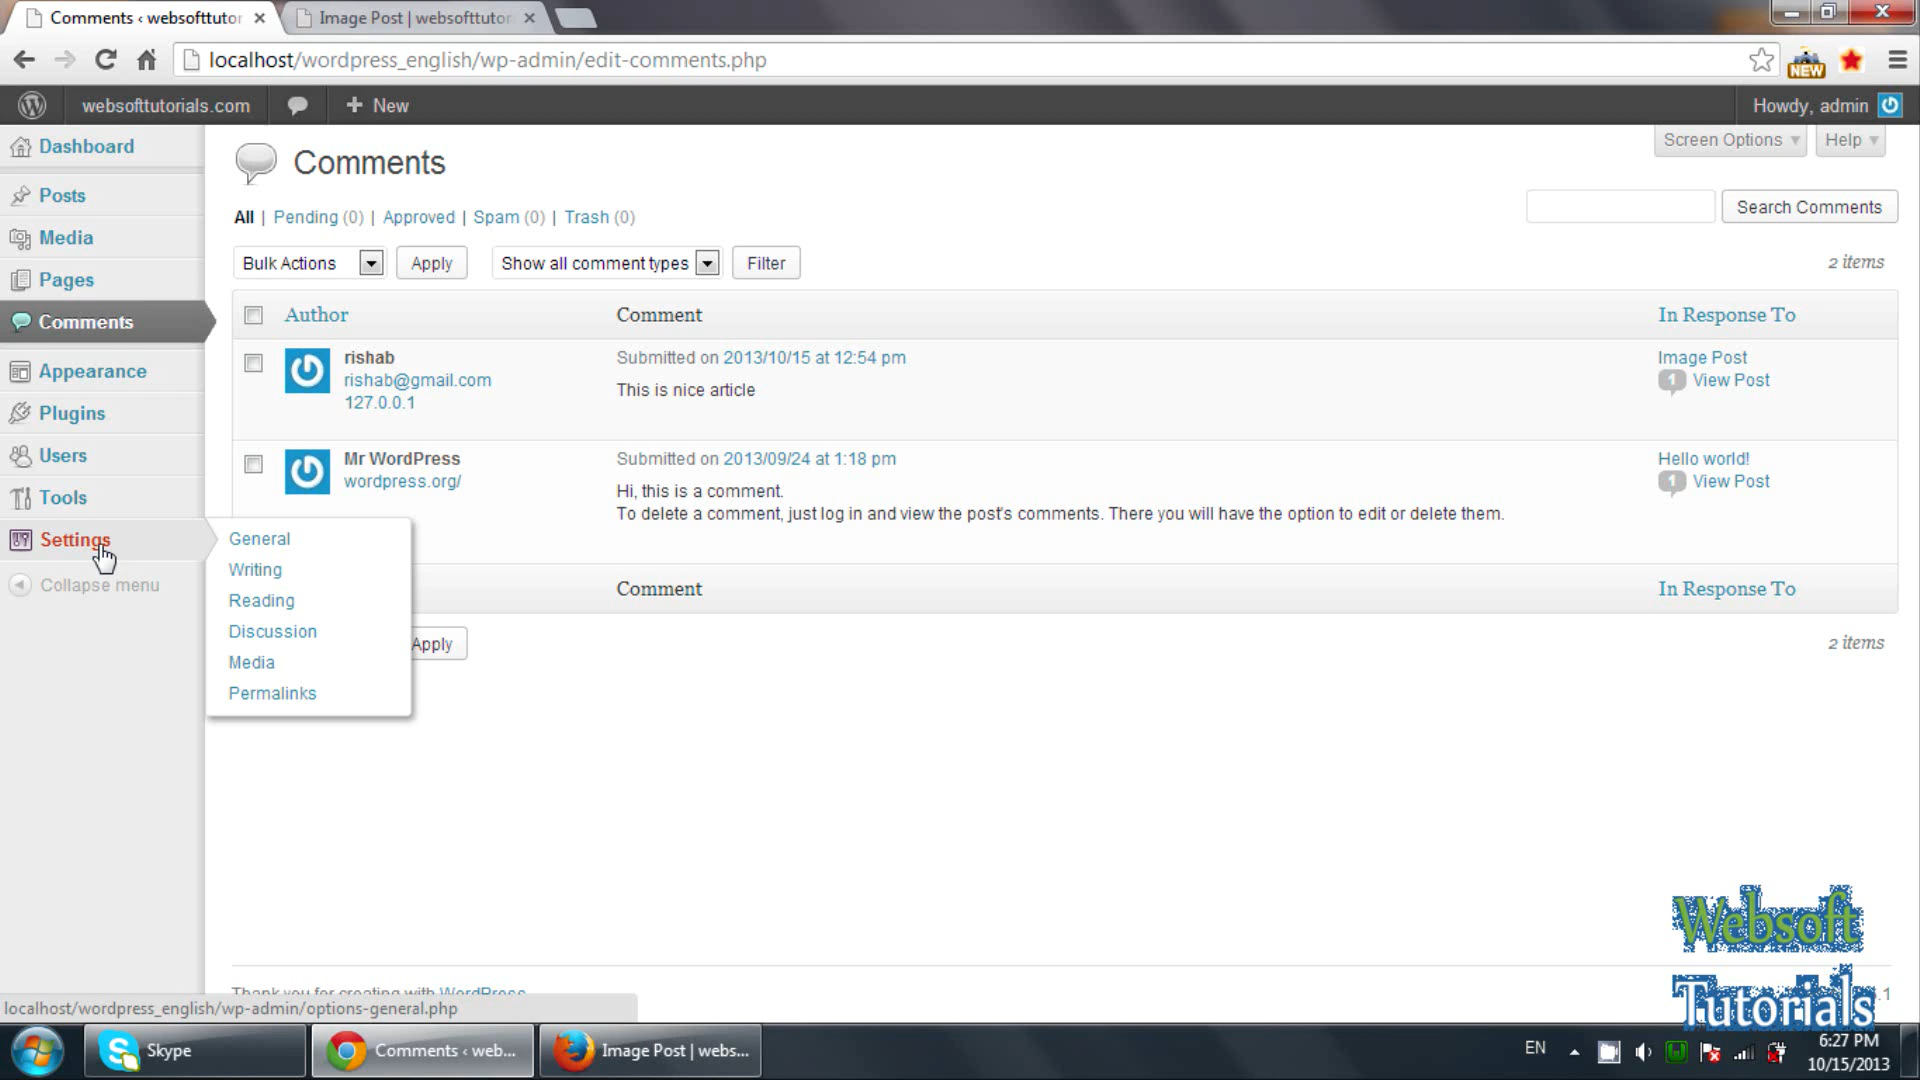 Comments ‹ websofttutor
Image Post | websofttutor
localhost/wordpress_english/wp-admin/edit-comments.php
NEW
websofttutorials.com
New
Howdy, admin
Dashboard
Posts
Media
Pages
Comments
Appearance
Plugins
Users
Tools
Settings
Collapse menu
General
Writing
Reading
Discussion
Media
Permalinks
Comments
Screen Options
Help
All | Pending (0) | Approved | Spam (0) | Trash (0)
Search Comments
Bulk Actions
Apply
Show all comment types
Filter
2 items
Author
Comment
In Response To
rishab
rishab@gmail.com
127.0.0.1
Submitted on 2013/10/15 at 12:54 pm
This is nice article
Image Post
1 View Post
Mr WordPress
wordpress.org/
Submitted on 2013/09/24 at 1:18 pm
Hi, this is a comment.
To delete a comment, just log in and view the post's comments. There you will have the option to edit or delete them.
Hello world!
1 View Post
Comment
In Response To
Apply
2 items
Thank you for creating with WordPress
localhost/wordpress_english/wp-admin/options-general.php
Websoft
Tutorials
Skype
Comments ‹ web...
Image Post | webs...
EN
6:27 PM
10/15/2013